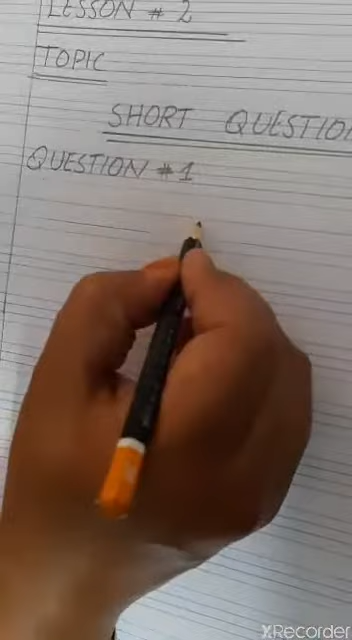 LESSON # 2
TOPIC
SHORT QUESTIO
QUESTION #1
XRecorder